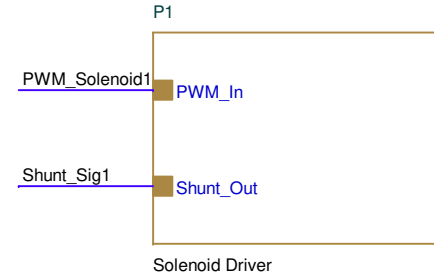 P1
PWM_Solenoid1
PWM_In
Shunt_Sig1
Shunt_Out
Solenoid Driver